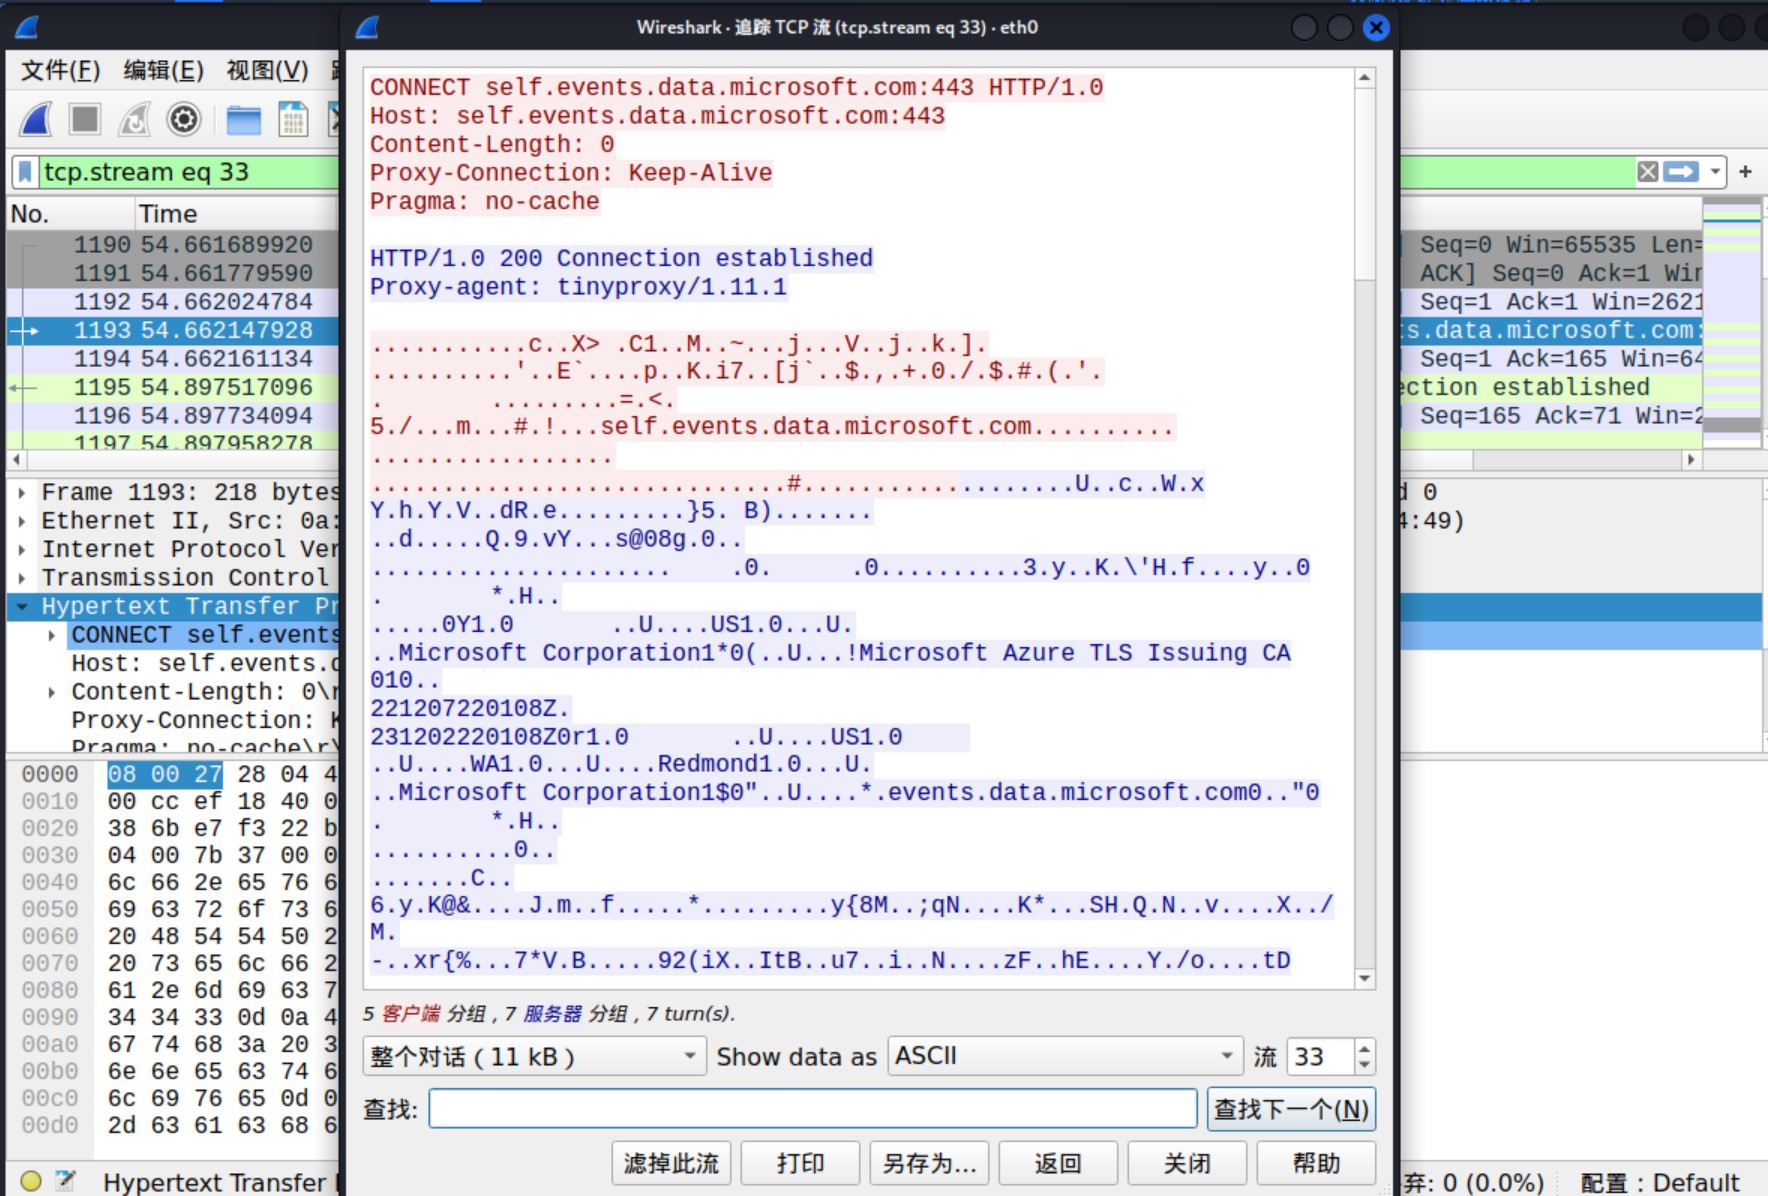 Wireshark · 追踪 TCP 流 (tcp.stream eq 33) · eth0
文件(F) 编辑(E) 视图(V)
tcp.stream eq 33
No. Time
1190 54.661689920
1191 54.661779590
1192 54.662024784
1193 54.662147928
1194 54.662161134
1195 54.897517096
1196 54.897734094
1197 54.897958278
Frame 1193: 218 bytes
Ethernet II, Src: 0a:
Internet Protocol Ver
Transmission Control
Hypertext Transfer Pr
CONNECT self.events
Host: self.events.d
Content-Length: 0\r
Proxy-Connection: K
Pragma: no-cache\r\
0000 08 00 27 28 04 4
0010 00 cc ef 18 40 0
0020 38 6b e7 f3 22 b
0030 04 00 7b 37 00 0
0040 6c 66 2e 65 76 6
0050 69 63 72 6f 73 6
0060 20 48 54 54 50 2
0070 20 73 65 6c 66 2
0080 61 2e 6d 69 63 7
0090 34 34 33 0d 0a 4
00a0 67 74 68 3a 20 3
00b0 6e 6e 65 63 74 6
00c0 6c 69 76 65 0d 0
00d0 2d 63 61 63 68 6
Hypertext Transfer
CONNECT self.events.data.microsoft.com:443 HTTP/1.0
Host: self.events.data.microsoft.com:443
Content-Length: 0
Proxy-Connection: Keep-Alive
Pragma: no-cache
HTTP/1.0 200 Connection established
Proxy-agent: tinyproxy/1.11.1
...........c..X> .C1..M..~...j...V..j..k.].
..........'..E`....p..K.i7..[j`..$.,.+.0./.$.#.(.'.
. .........=.<.
5./...m...#.!...self.events.data.microsoft.com..........
.................
.............................#....................U..c..W.x
Y.h.Y.V..dR.e.........}5. B).......
..d.....Q.9.vY...s@08g.0..
..................... .0. .0..........3.y..K.\'H.f....y..0
. *.H..
.....0Y1.0 ..U....US1.0...U.
..Microsoft Corporation1*0(..U...!Microsoft Azure TLS Issuing CA
010..
221207220108Z.
231202220108Z0r1.0 ..U....US1.0
..U....WA1.0...U....Redmond1.0...U.
..Microsoft Corporation1$0"..U....*.events.data.microsoft.com0.."0
. *.H..
..........0..
.......C..
6.y.K@&....J.m..f.....*.........y{8M..;qN....K*...SH.Q.N..v....X../
M.
-..xr{%...7*V.B.....92(iX..ItB..u7..i..N....zF..hE....Y./o....tD
5 客户端 分组 , 7 服务器 分组 , 7 turn(s).
整个对话 ( 11 kB ) Show data as ASCII 流 33
查找: 查找下一个(N)
滤掉此流 打印 另存为... 返回 关闭 帮助
Seq=0 Win=65535 Len=
ACK] Seq=0 Ack=1 Win
Seq=1 Ack=1 Win=2621
ts.data.microsoft.com:
Seq=1 Ack=165 Win=64
ection established
Seq=165 Ack=71 Win=2
d 0
4:49)
弃: 0 (0.0%) 配置 : Default